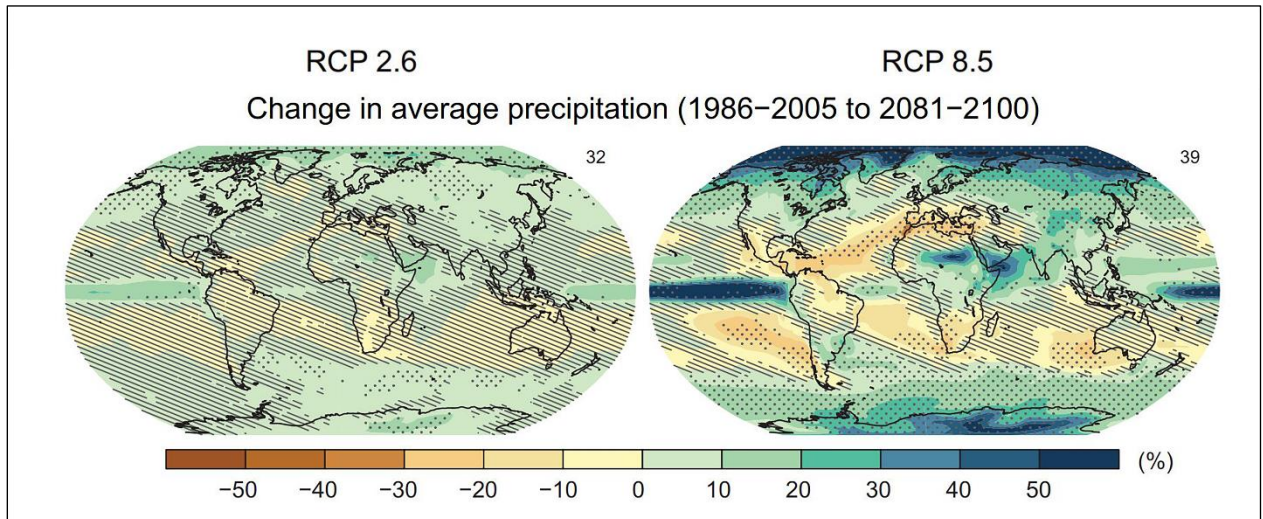 RCP 2.6 RCP 8.5
Change in average precipitation (1986−2005 to 2081−2100)
32 39
(%)
−50 −40 −30 −20 −10 0 10 20 30 40 50